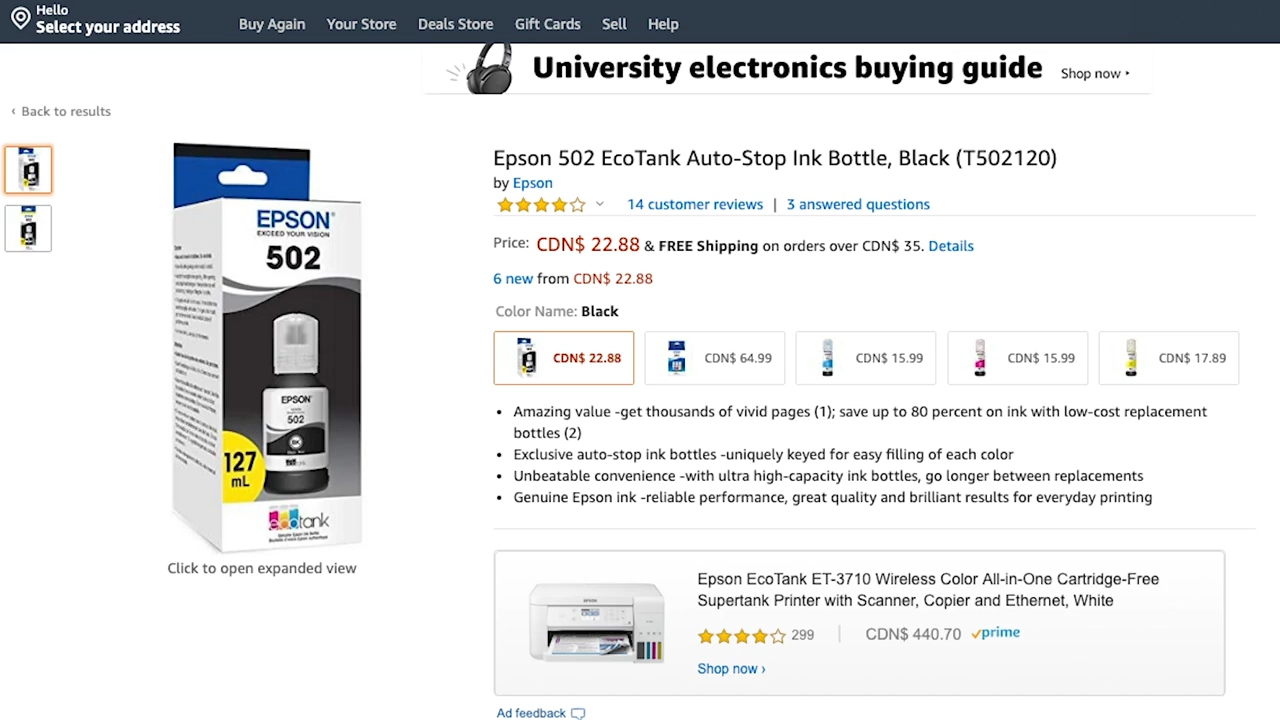 Hello
Select your address
Buy Again Your Store Deals Store Gift Cards Sell Help
University electronics buying guide Shop now ▸
‹ Back to results
EPSON®
EXCEED YOUR VISION
502
EPSON
502
BK
127
mL
ecotank
Click to open expanded view
Epson 502 EcoTank Auto-Stop Ink Bottle, Black (T502120)
by Epson
14 customer reviews | 3 answered questions
Price: CDN$ 22.88 & FREE Shipping on orders over CDN$ 35. Details
6 new from CDN$ 22.88
Color Name: Black
CDN$ 22.88 CDN$ 64.99 CDN$ 15.99 CDN$ 15.99 CDN$ 17.89
• Amazing value -get thousands of vivid pages (1); save up to 80 percent on ink with low-cost replacement
bottles (2)
• Exclusive auto-stop ink bottles -uniquely keyed for easy filling of each color
• Unbeatable convenience -with ultra high-capacity ink bottles, go longer between replacements
• Genuine Epson ink -reliable performance, great quality and brilliant results for everyday printing
Epson EcoTank ET-3710 Wireless Color All-in-One Cartridge-Free
Supertank Printer with Scanner, Copier and Ethernet, White
299 | CDN$ 440.70 prime
Shop now ›
Ad feedback